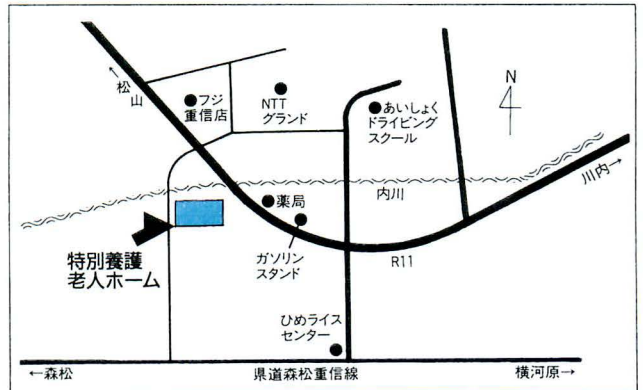 ←松山
フジ
重信店
NTT
グランド
あいしょく
ドライビング
スクール
N
川内→
内川
薬局
ガソリン
スタンド
R11
特別養護
老人ホーム
ひめライス
センター
←森松
県道森松重信線
横河原→